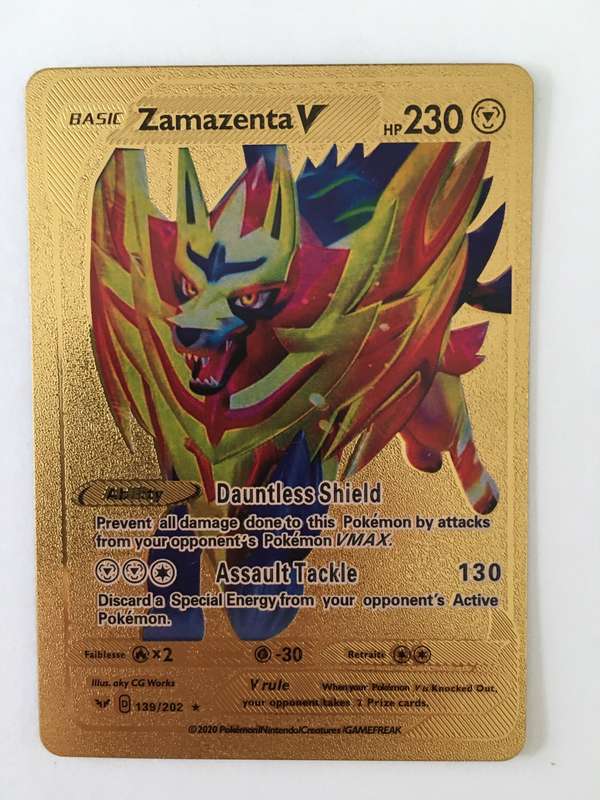 BASIC Zamazenta V HP 230
Ability Dauntless Shield
Prevent all damage done to this Pokémon by attacks
from your opponent,s Pokémon VMAX.
Assault Tackle 130
Discard a Special Energy from your opponent's Active
Pokémon.
Faiblesse ×2 -30 Retraite
Illus. aky CG Works V rule When your Pokémon V is Knocked Out,
your opponent takes 2 Prize cards.
D 139/202 ★
©2020 Pokémon/Nintendo/Creatures /GAMEFREAK